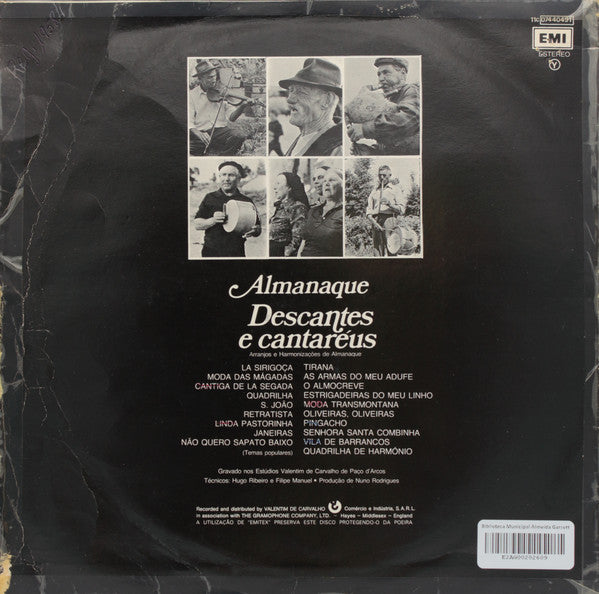 11C 07440491
EMI
STEREO
Y
Almanaque
Descantes
e cantaréus
Arranjos e Harmonizações de Almanaque
LA SIRIGOÇA
MODA DAS MÁGADAS
CANTIGA DE LA SEGADA
QUADRILHA
S. JOÃO
RETRATISTA
LINDA PASTORINHA
JANEIRAS
NÃO QUERO SAPATO BAIXO
(Temas populares)
TIRANA
AS ARMAS DO MEU ADUFE
O ALMOCREVE
ESTRIGADEIRAS DO MEU LINHO
MODA TRANSMONTANA
OLIVEIRAS, OLIVEIRAS
PINGACHO
SENHORA SANTA COMBINHA
VILA DE BARRANCOS
QUADRILHA DE HARMÓNIO
Gravado nos Estúdios Valentim de Carvalho de Paço d'Arcos
Técnicos: Hugo Ribeiro e Filipe Manuel • Produção de Nuno Rodrigues
Recorded and distributed by VALENTIM DE CARVALHO Comércio e Indústria, S.A.R.L.
in association with THE GRAMOPHONE COMPANY, LTD. – Hayes – Middlesex – England
A UTILIZAÇÃO DE "EMITEX" PRESERVA ESTE DISCO PROTEGENDO-O DA POEIRA
Biblioteca Municipal Almeida Garrett